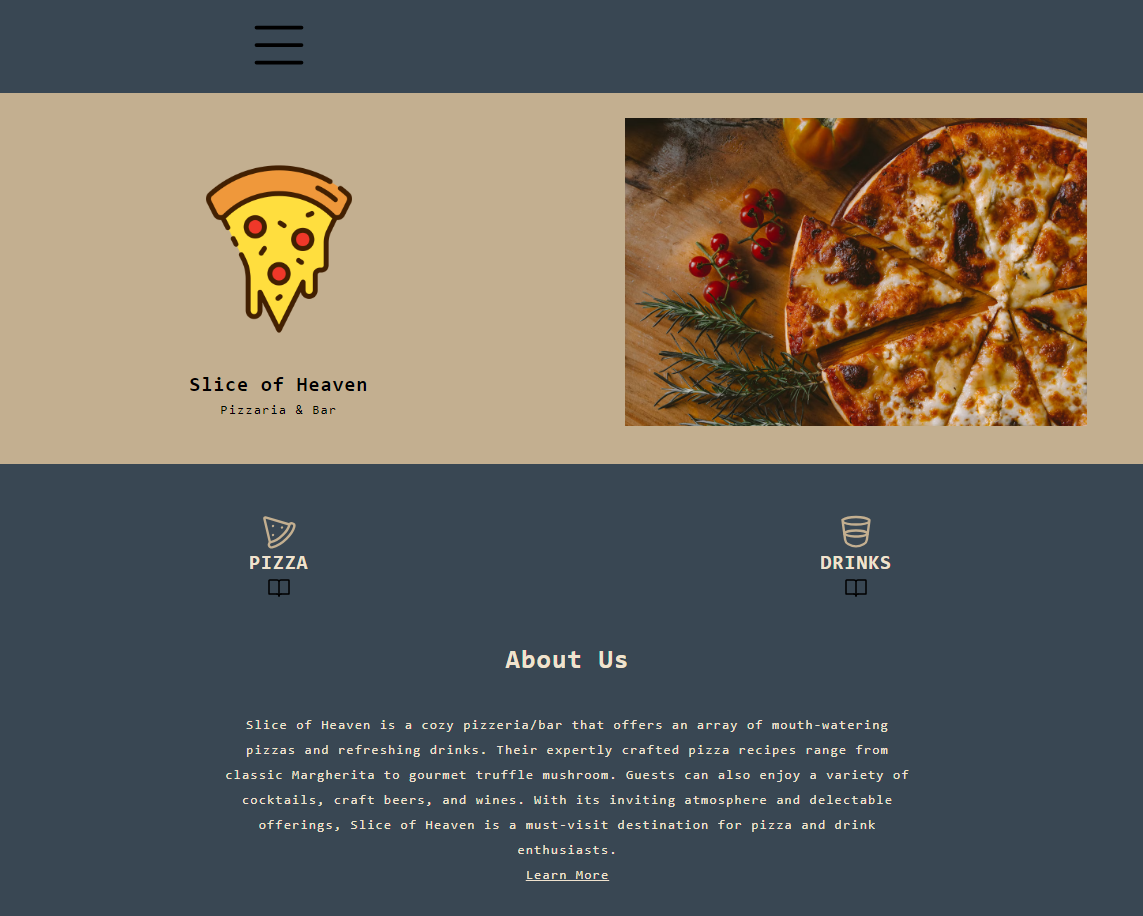 Slice of Heaven
Pizzaria & Bar
PIZZA
DRINKS
About Us
Slice of Heaven is a cozy pizzeria/bar that offers an array of mouth-watering
pizzas and refreshing drinks. Their expertly crafted pizza recipes range from
classic Margherita to gourmet truffle mushroom. Guests can also enjoy a variety of
cocktails, craft beers, and wines. With its inviting atmosphere and delectable
offerings, Slice of Heaven is a must-visit destination for pizza and drink
enthusiasts.
Learn More